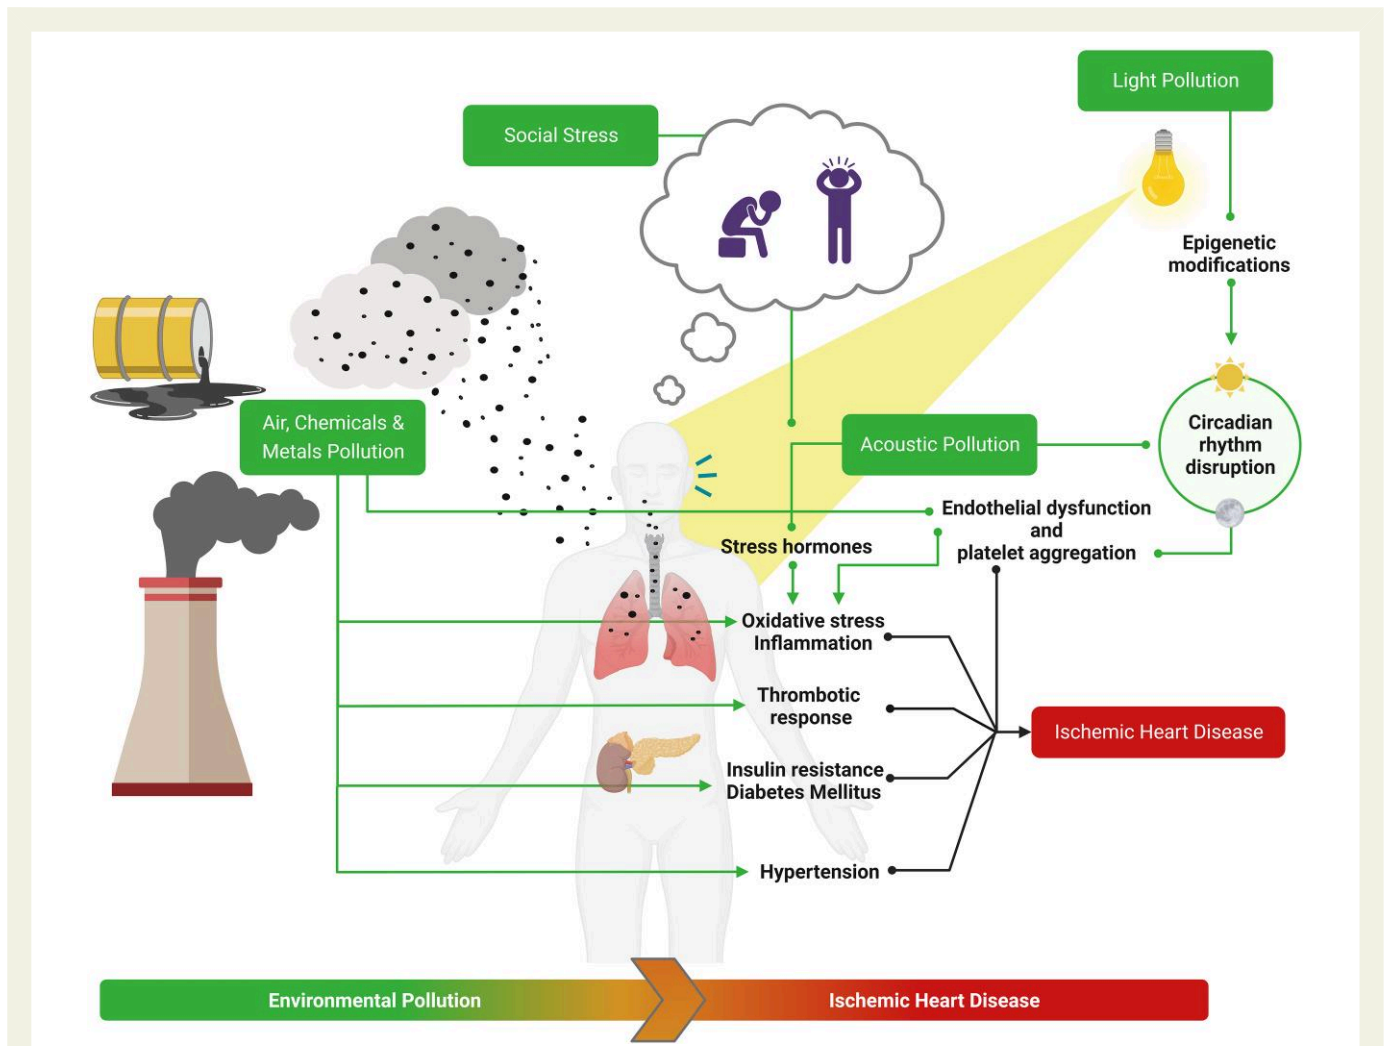 Light Pollution
Social Stress
Epigenetic
modifications
Air, Chemicals &
Metals Pollution
Acoustic Pollution
Circadian
rhythm
disruption
Endothelial dysfunction
and
platelet aggregation
Stress hormones
Oxidative stress
Inflammation
Thrombotic
response
Ischemic Heart Disease
Insulin resistance
Diabetes Mellitus
Hypertension
Environmental Pollution
Ischemic Heart Disease